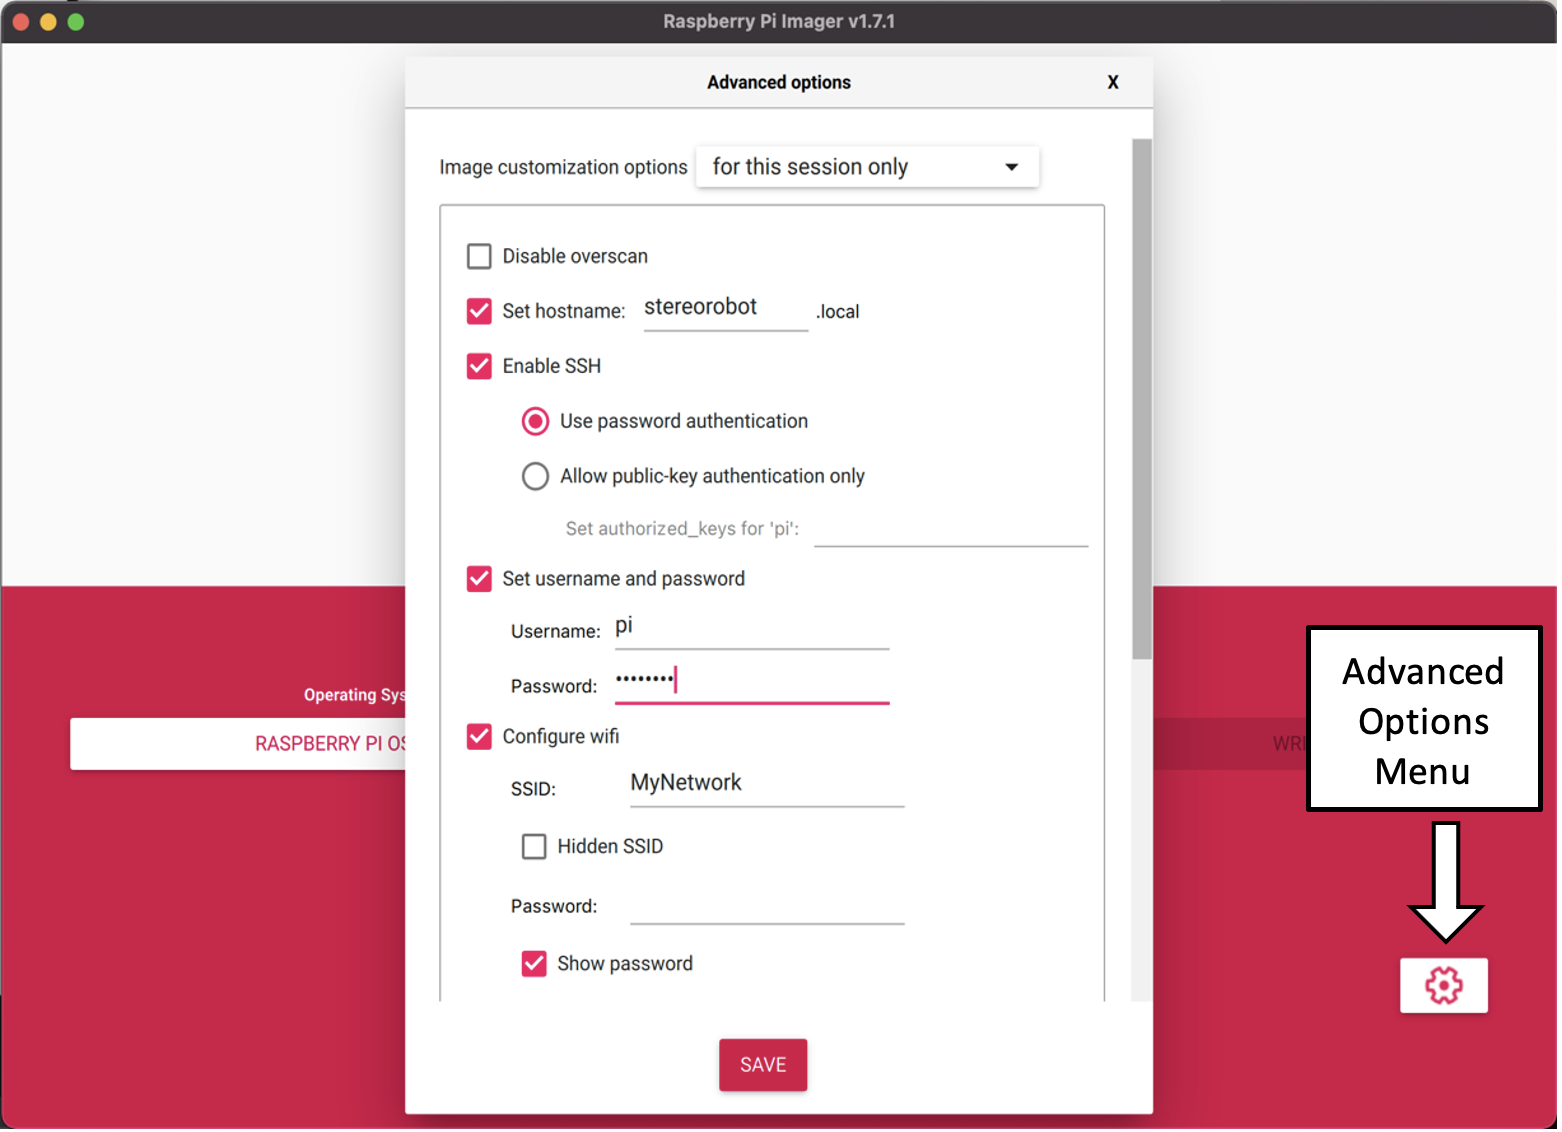 Raspberry Pi Imager v1.7.1
Advanced options
X
Image customization options for this session only
Disable overscan
Set hostname: stereorobot .local
Enable SSH
Use password authentication
Allow public-key authentication only
Set authorized_keys for 'pi':
Set username and password
Username: pi
Password: ••••••••
Configure wifi
SSID: MyNetwork
Hidden SSID
Password:
Show password
SAVE
Operating Sys
RASPBERRY PI OS
WRI
Advanced
Options
Menu